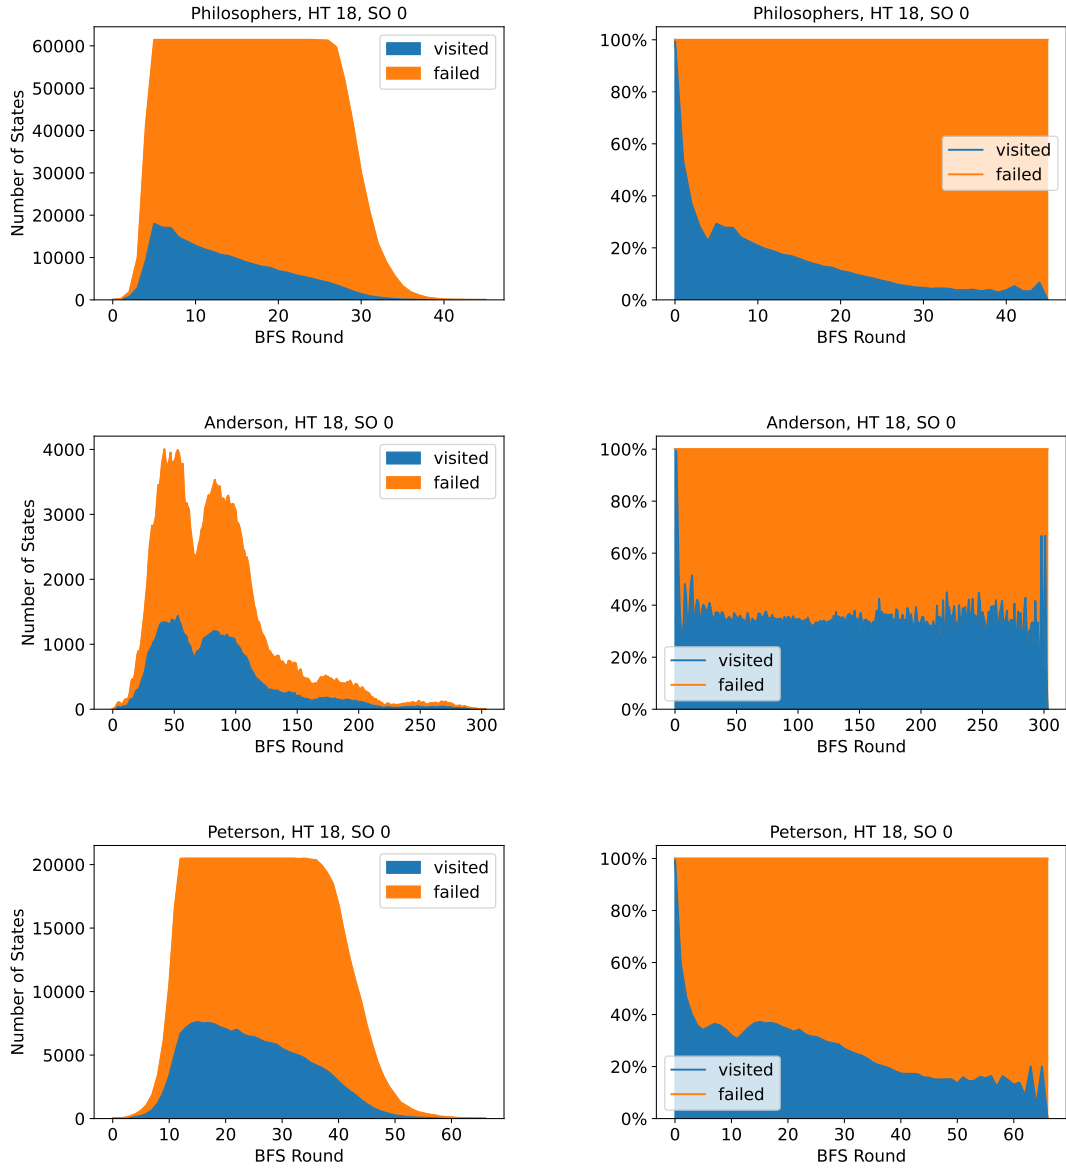 Philosophers, HT 18, SO 0
Number of States
60000
50000
40000
30000
20000
10000
0
visited
failed
0 10 20 30 40
BFS Round
Philosophers, HT 18, SO 0
100%
80%
60%
40%
20%
0%
visited
failed
0 10 20 30 40
BFS Round
Anderson, HT 18, SO 0
Number of States
4000
3000
2000
1000
0
visited
failed
0 50 100 150 200 250 300
BFS Round
Anderson, HT 18, SO 0
100%
80%
60%
40%
20%
0%
visited
failed
0 50 100 150 200 250 300
BFS Round
Peterson, HT 18, SO 0
Number of States
20000
15000
10000
5000
0
visited
failed
0 10 20 30 40 50 60
BFS Round
Peterson, HT 18, SO 0
100%
80%
60%
40%
20%
0%
visited
failed
0 10 20 30 40 50 60
BFS Round